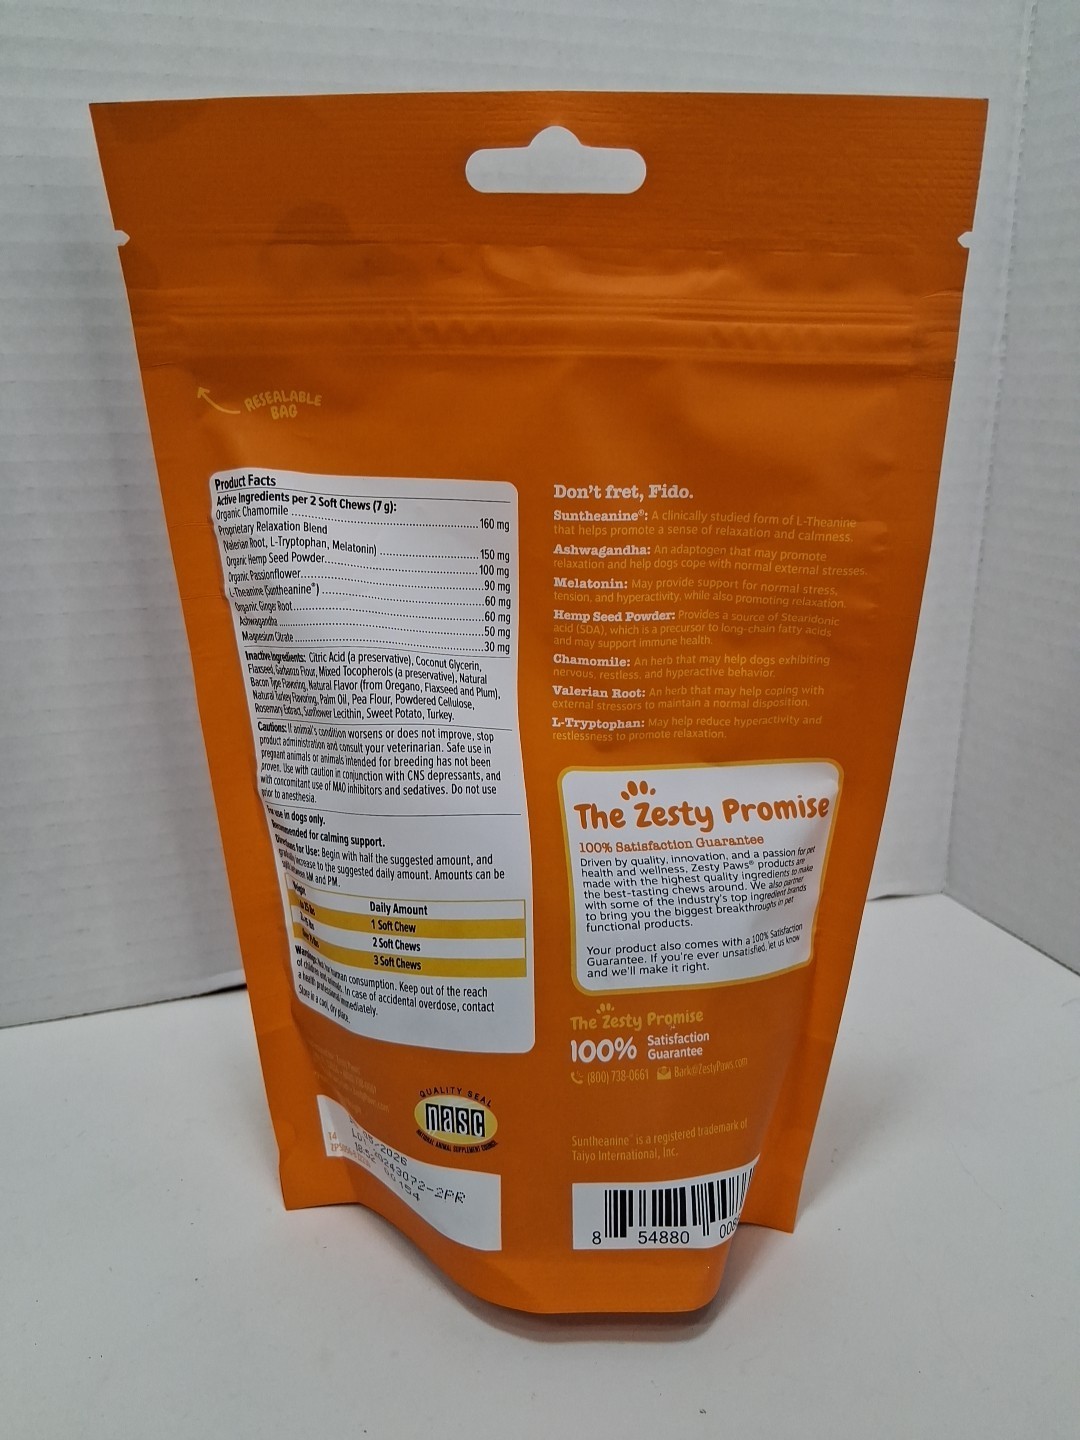 RESEALABLE
BAG
Product Facts
Active Ingredients per 2 Soft Chews (7 g):
Organic Chamomile ........ 160 mg
Proprietary Relaxation Blend
(Valerian Root, L-Tryptophan, Melatonin) ........ 150 mg
Organic Hemp Seed Powder ........ 100 mg
Organic Passionflower ........ 90 mg
L-Theanine (Suntheanine®) ........ 60 mg
Organic Ginger Root ........ 60 mg
Ashwagandha ........ 50 mg
Magnesium Citrate ........ 30 mg
Inactive Ingredients: Citric Acid (a preservative), Coconut Glycerin,
Flaxseed, Garbanzo Flour, Mixed Tocopherols (a preservative), Natural
Bacon Type Flavoring, Natural Flavor (from Oregano, Flaxseed and Plum),
Natural Turkey Flavoring, Palm Oil, Pea Flour, Powdered Cellulose,
Rosemary Extract, Sunflower Lecithin, Sweet Potato, Turkey.
Cautions: If animal's condition worsens or does not improve, stop
product administration and consult your veterinarian. Safe use in
pregnant animals or animals intended for breeding has not been
proven. Use with caution in conjunction with CNS depressants, and
with concomitant use of MAO inhibitors and sedatives. Do not use
prior to anesthesia.
For use in dogs only.
Recommended for calming support.
Directions for Use: Begin with half the suggested amount, and
gradually increase to the suggested daily amount. Amounts can be
split between AM and PM.
Weight Daily Amount
1 Soft Chew
2 Soft Chews
3 Soft Chews
Warnings: Not for human consumption. Keep out of the reach
of children and animals. In case of accidental overdose, contact
a health professional immediately.
Store in a cool, dry place.
QUALITY SEAL
nasc
NATIONAL ANIMAL SUPPLEMENT COUNCIL
Don't fret, Fido.
Suntheanine®: A clinically studied form of L-Theanine
that helps promote a sense of relaxation and calmness.
Ashwagandha: An adaptogen that may promote
relaxation and help dogs cope with normal external stresses.
Melatonin: May provide support for normal stress,
tension, and hyperactivity, while also promoting relaxation.
Hemp Seed Powder: Provides a source of Stearidonic
acid (SDA), which is a precursor to long-chain fatty acids
and may support immune health.
Chamomile: An herb that may help dogs exhibiting
nervous, restless, and hyperactive behavior.
Valerian Root: An herb that may help coping with
external stressors to maintain a normal disposition.
L-Tryptophan: May help reduce hyperactivity and
restlessness to promote relaxation.
The Zesty Promise
100% Satisfaction Guarantee
Driven by quality, innovation, and a passion for pet
health and wellness, Zesty Paws® products are
made with the highest quality ingredients to make
the best-tasting chews around. We also partner
with some of the industry's top ingredient brands
to bring you the biggest breakthroughs in pet
functional products.
Your product also comes with a 100% Satisfaction
Guarantee. If you're ever unsatisfied, let us know
and we'll make it right.
The Zesty Promise
100% Satisfaction
Guarantee
(800) 738-0661 Bark@ZestyPaws.com
Suntheanine® is a registered trademark of
Taiyo International, Inc.
8 54880